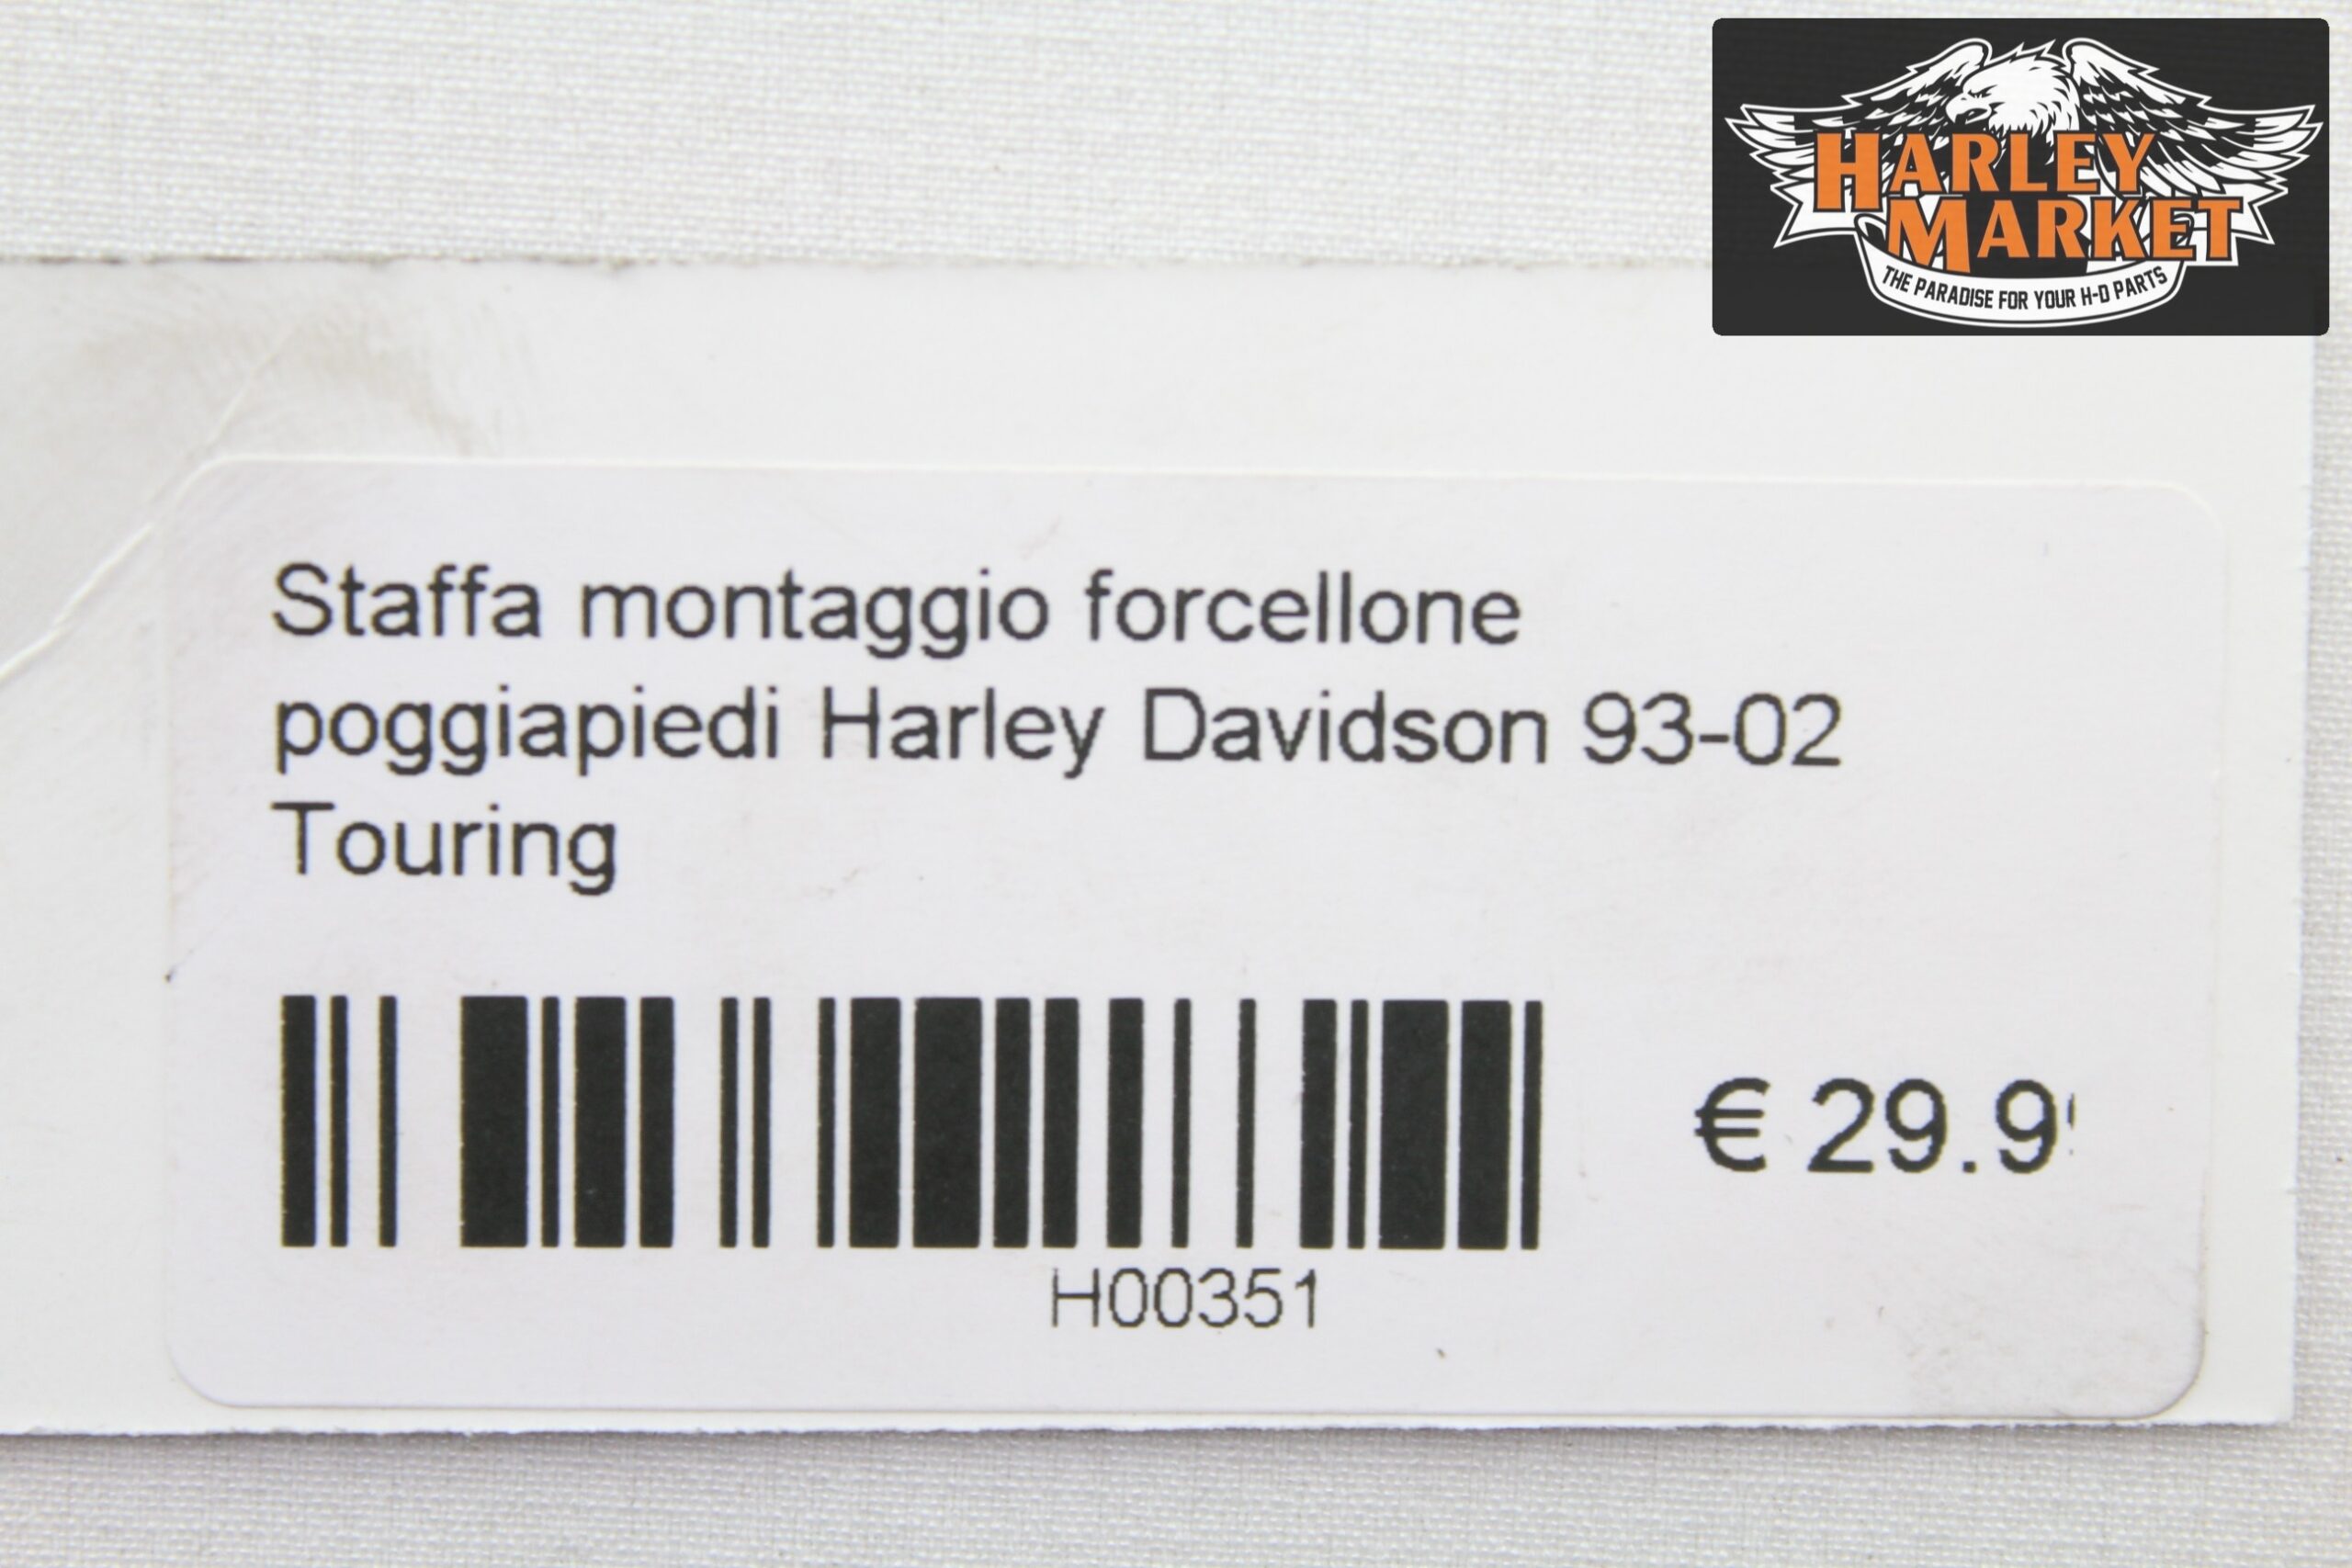 HARLEY
MARKET
THE PARADISE FOR YOUR H-D PARTS
Staffa montaggio forcellone
poggiapiedi Harley Davidson 93-02
Touring
€ 29.9
H00351